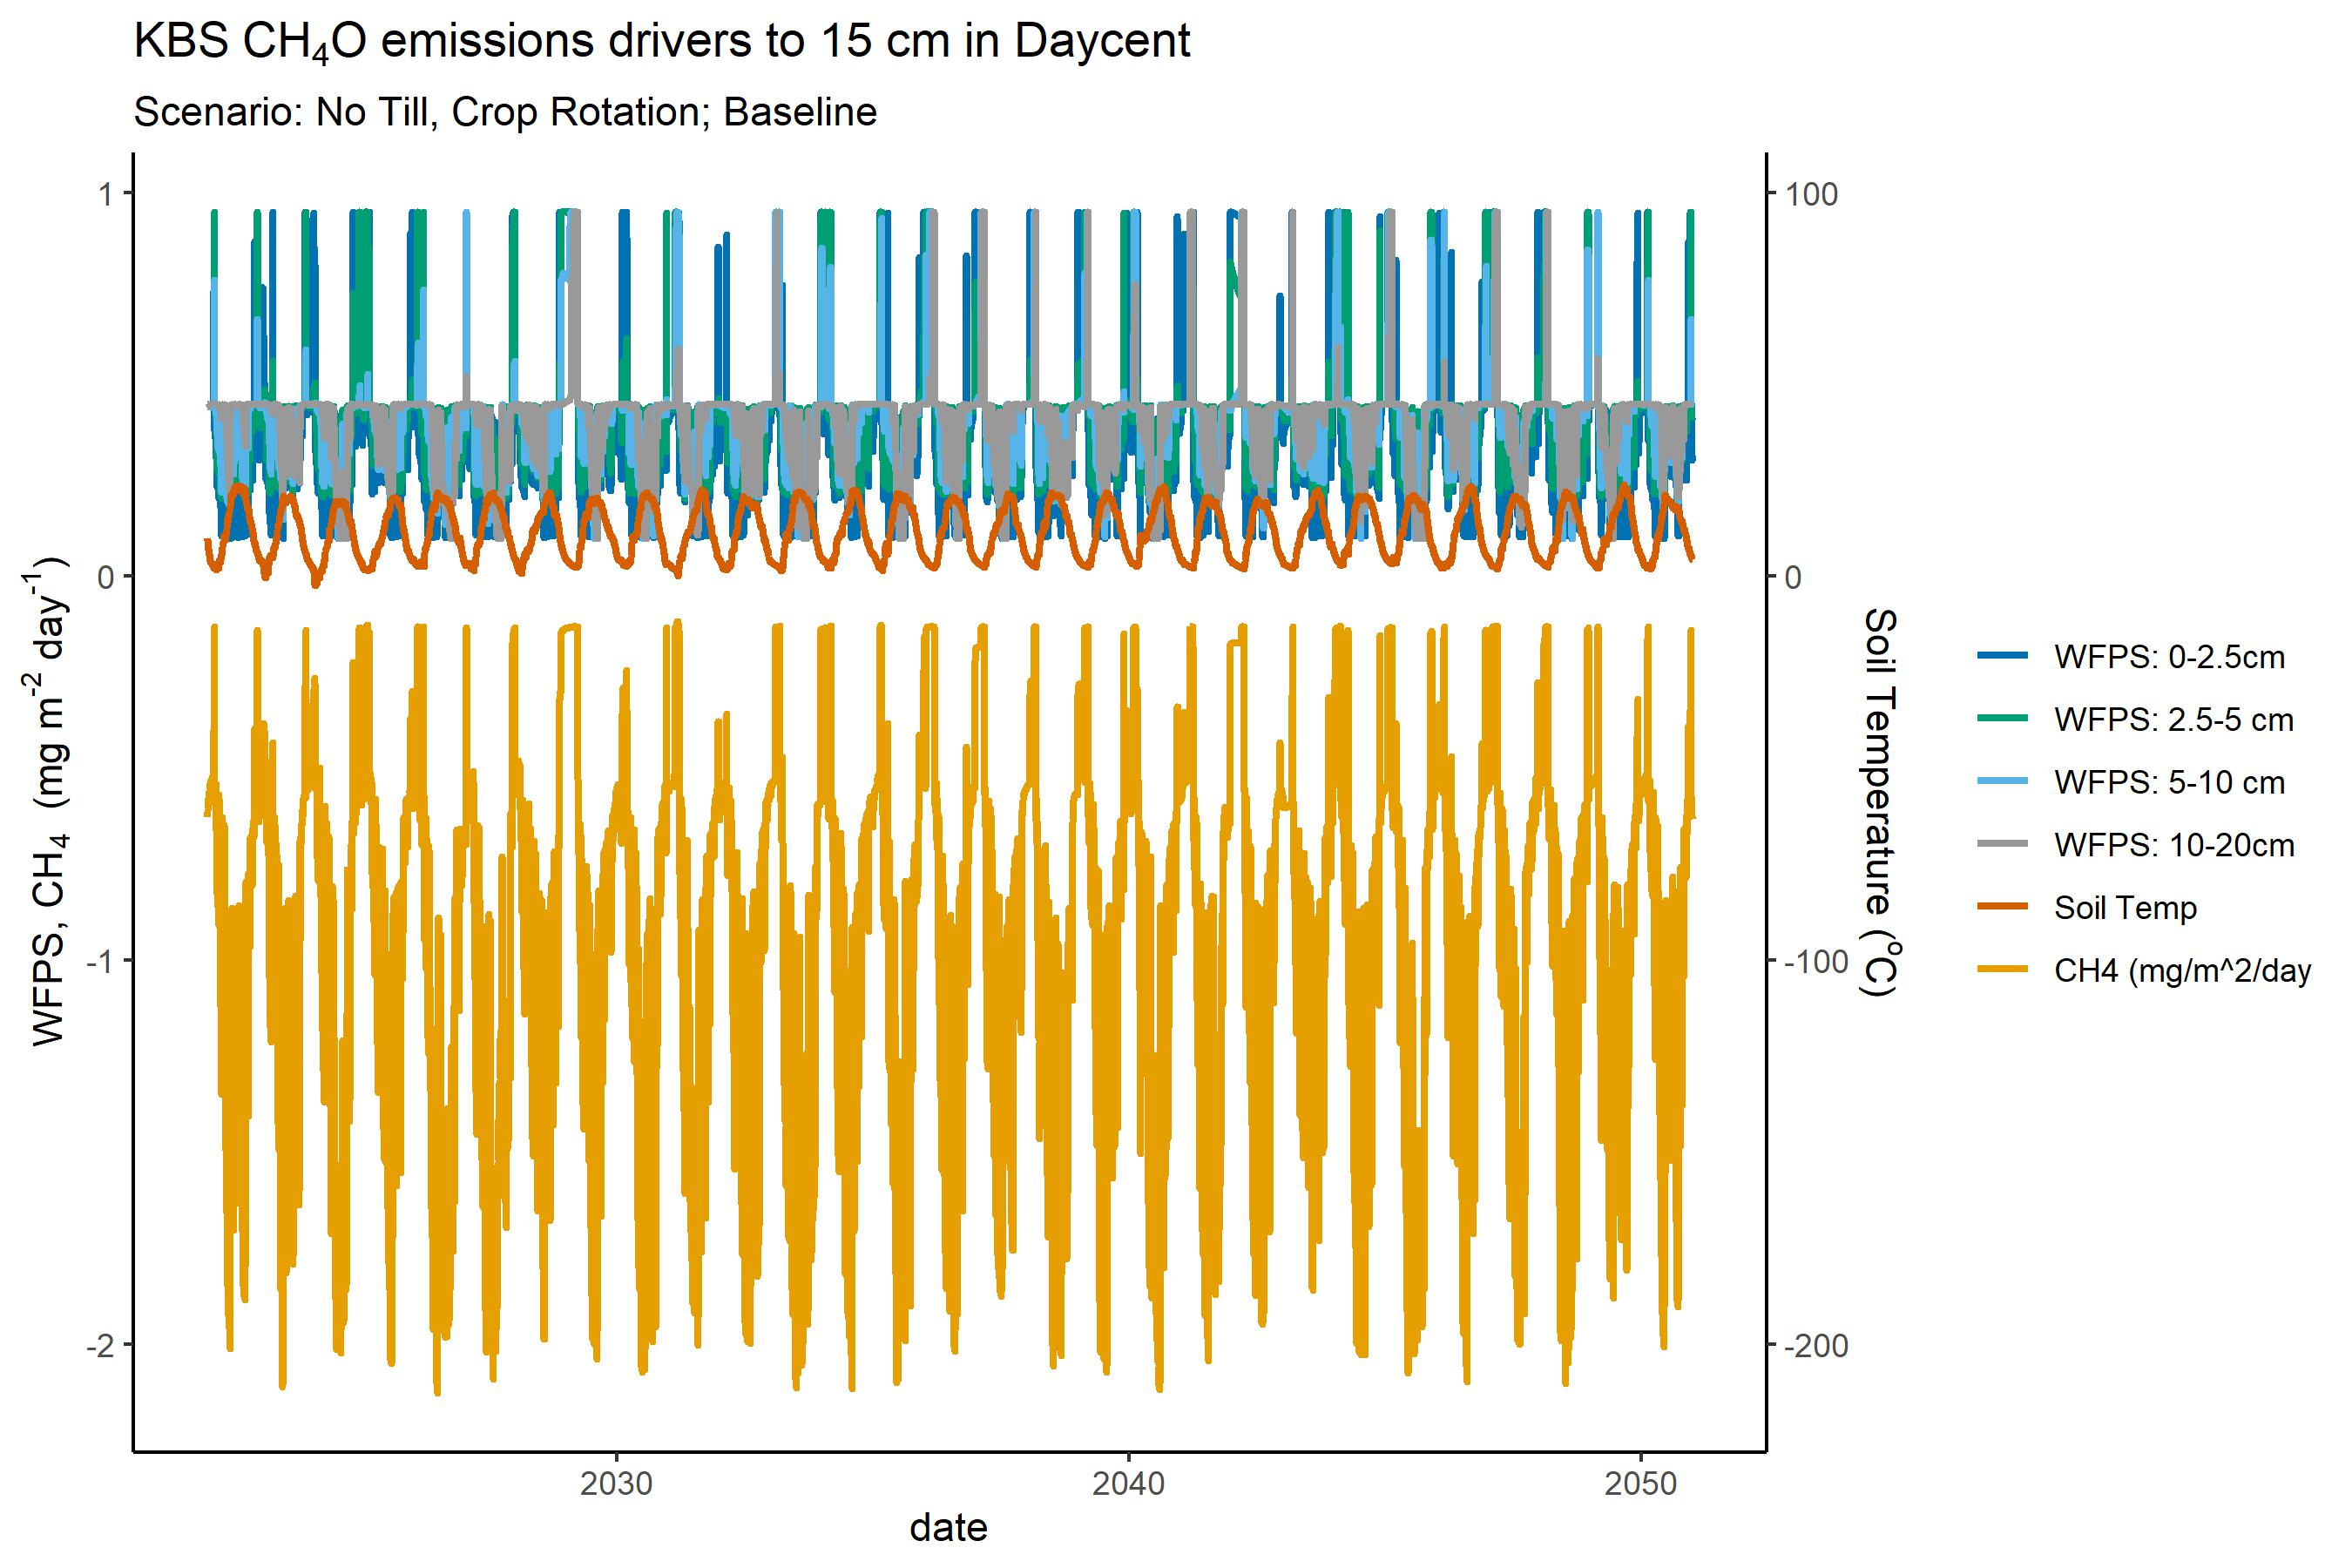 KBS CH₄O emissions drivers to 15 cm in Daycent
Scenario: No Till, Crop Rotation; Baseline
1
0
-1
-2
WFPS, CH₄ (mg m⁻² day⁻¹)
100
0
-100
-200
Soil Temperature (ᵒC)
2030
2040
2050
date
WFPS: 0-2.5cm
WFPS: 2.5-5 cm
WFPS: 5-10 cm
WFPS: 10-20cm
Soil Temp
CH4 (mg/m^2/day